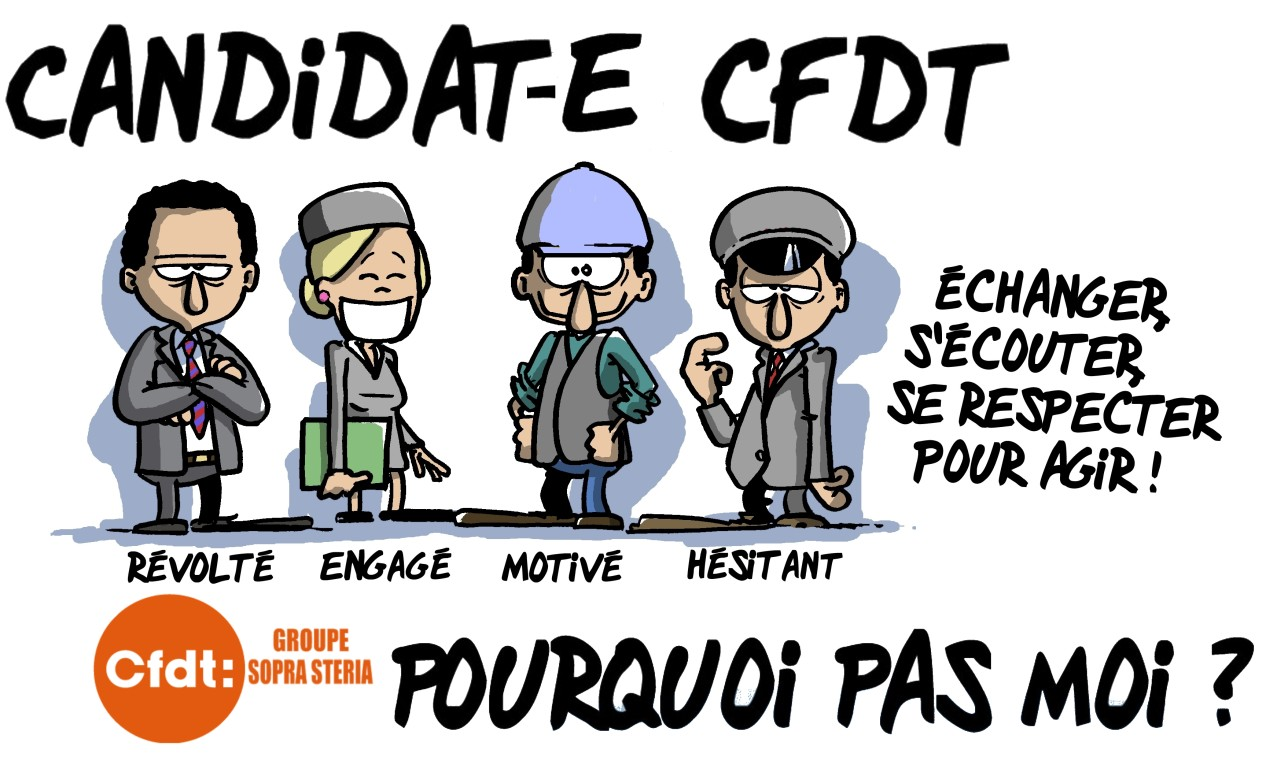 CANDiDAT-E CFDT
ÉCHANGER,
S'ÉCOUTER,
SE RESPECTER
POUR AGiR !
RÉVOLTÉ ENGAGÉ MOTiVÉ HÉSiTANT
Cfdt:
GROUPE
SOPRA STERIA
POURQUOi PAS MOi ?